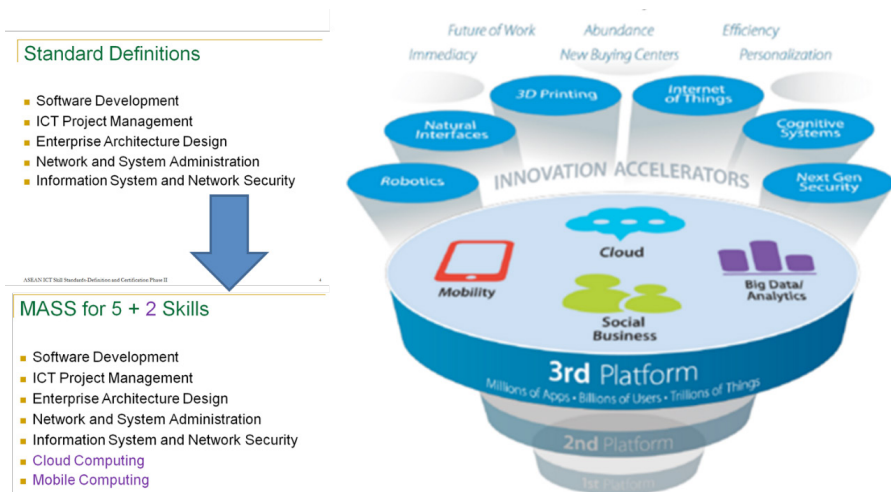 Standard Definitions
Software Development
ICT Project Management
Enterprise Architecture Design
Network and System Administration
Information System and Network Security
ASEAN ICT Skill Standards-Definition and Certification Phase II
4
MASS for 5 + 2 Skills
Software Development
ICT Project Management
Enterprise Architecture Design
Network and System Administration
Information System and Network Security
Cloud Computing
Mobile Computing
Future of Work
Abundance
Efficiency
Immediacy
New Buying Centers
Personalization
3D Printing
Internet
of Things
Natural
Interfaces
Cognitive
Systems
Robotics
INNOVATION ACCELERATORS
Next Gen
Security
Cloud
Mobility
Big Data/
Analytics
Social
Business
3rd Platform
Millions of Apps • Billions of Users • Trillions of Things
2nd Platform
1st Platform